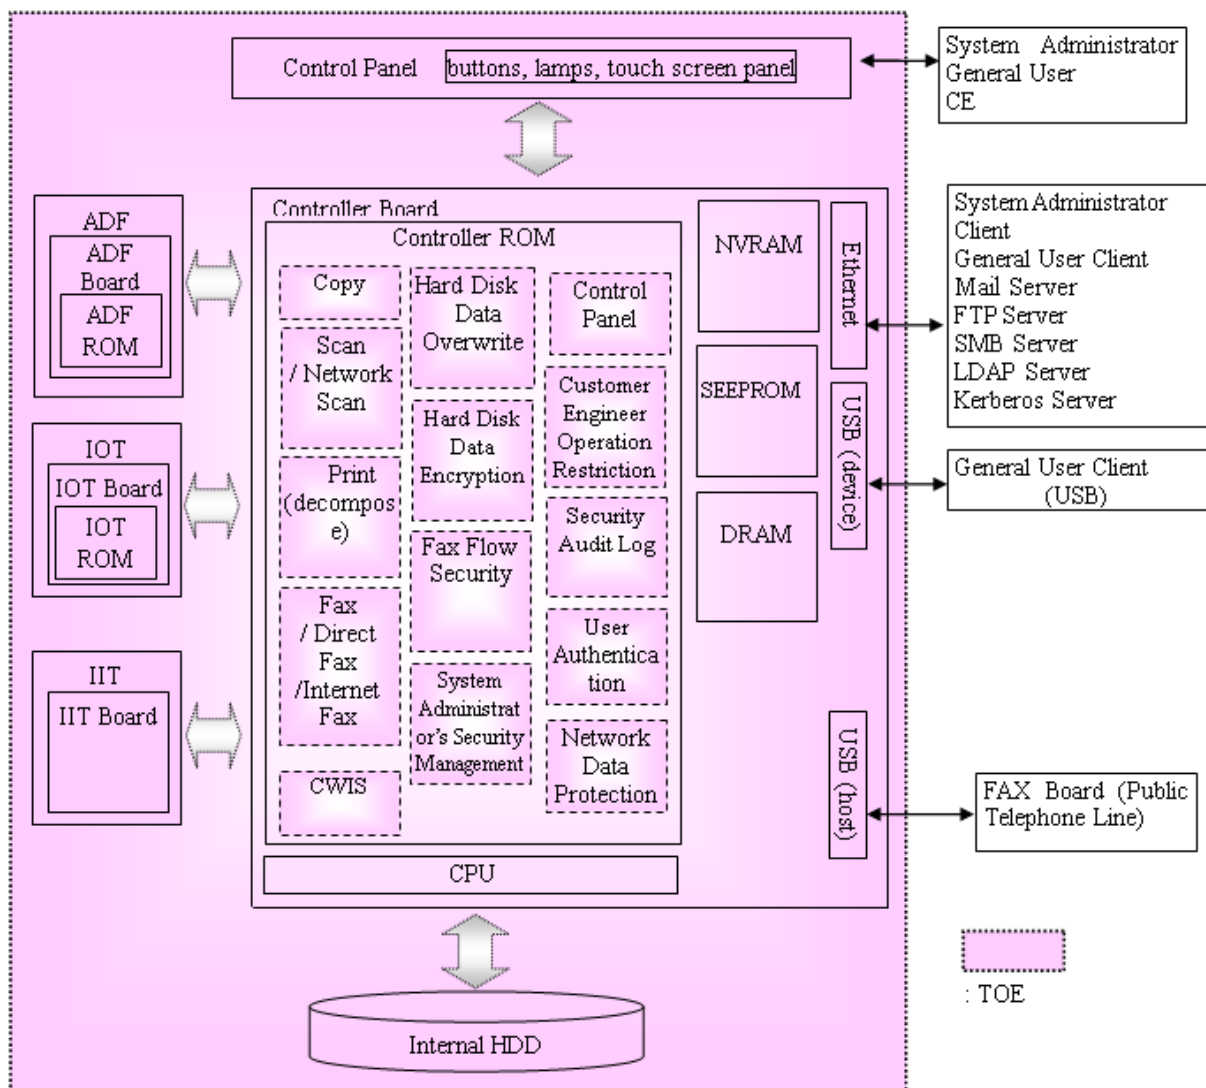 Control Panel
buttons, lamps, touch screen panel
System Administrator
General User
CE
ADF
ADF
Board
ADF
ROM
IOT
IOT Board
IOT
ROM
IIT
IIT Board
Controller Board
Controller ROM
Copy
Scan
/ Network
Scan
Print
(decompos
e)
Fax
/ Direct
Fax
/Internet
Fax
CWIS
Hard Disk
Data
Overwrite
Hard Disk
Data
Encryption
Fax Flow
Security
System
Administrat
or's Security
Management
Control
Panel
Customer
Engineer
Operation
Restriction
Security
Audit Log
User
Authentica
tion
Network
Data
Protection
CPU
NVRAM
SEEPROM
DRAM
Ethernet
USB (device)
USB (host)
System Administrator
Client
General User Client
Mail Server
FTP Server
SMB Server
LDAP Server
Kerberos Server
General User Client
(USB)
FAX Board (Public
Telephone Line)
Internal HDD
: TOE